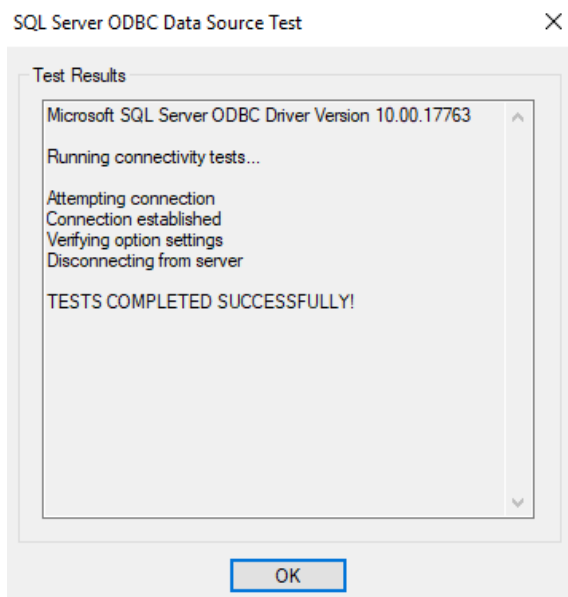 SQL Server ODBC Data Source Test
Test Results
Microsoft SQL Server ODBC Driver Version 10.00.17763
Running connectivity tests...
Attempting connection
Connection established
Verifying option settings
Disconnecting from server
TESTS COMPLETED SUCCESSFULLY!
OK